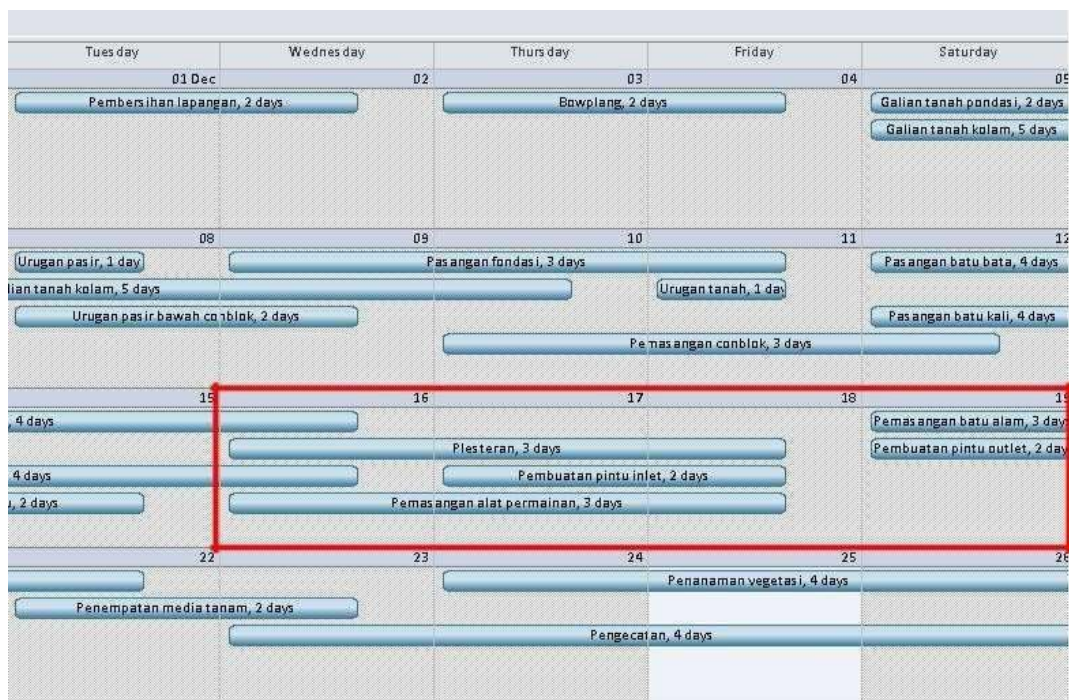 Tuesday Wednesday Thursday Friday Saturday
01 Dec 02 03 04 05
Pembersihan lapangan, 2 days Bowplang, 2 days Galian tanah pondasi, 2 days
Galian tanah kolam, 5 days
08 09 10 11 12
Urugan pasir, 1 day Pasangan fondasi, 3 days Pasangan batu bata, 4 days
lian tanah kolam, 5 days Urugan tanah, 1 day
Urugan pasir bawah conblok, 2 days Pasangan batu kali, 4 days
Pemasangan conblok, 3 days
15 16 17 18 19
, 4 days Pemasangan batu alam, 3 day
Plesteran, 3 days Pembuatan pintu outlet, 2 day
4 days Pembuatan pintu inlet, 2 days
, 2 days Pemasangan alat permainan, 3 days
22 23 24 25 26
Penanaman vegetasi, 4 days
Penempatan media tanam, 2 days
Pengecatan, 4 days